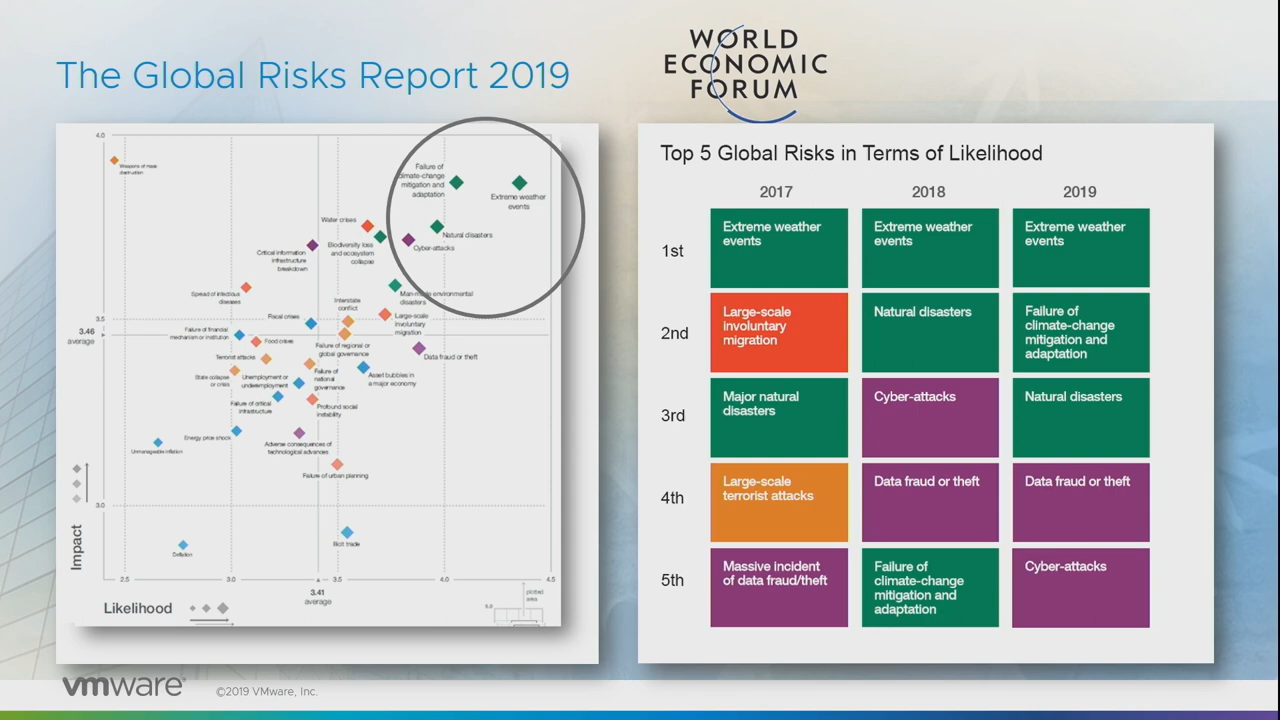 The Global Risks Report 2019
WORLD
ECONOMIC
FORUM
4.0
Weapons of mass
destruction
Failure of
climate-change
mitigation and
adaptation
Extreme weather
events
Water crises
Natural disasters
Biodiversity loss
and ecosystem
collapse
Cyber-attacks
Critical information
infrastructure
breakdown
Spread of infectious
diseases
Man-made environmental
disasters
Interstate
conflict
Large-scale
involuntary
migration
Fiscal crises
3.5
3.46
average
Failure of financial
mechanism or institution
Food crises
Failure of regional or
global governance
Data fraud or theft
Terrorist attacks
State collapse
or crisis
Unemployment or
underemployment
Failure of
national
governance
Asset bubbles in
a major economy
Failure of critical
infrastructure
Profound social
instability
Energy price shock
Unmanageable inflation
Adverse consequences of
technological advances
Failure of urban planning
3.0
Impact
Illicit trade
Deflation
2.5
3.0
3.5
4.0
4.5
3.41
average
plotted
area
Likelihood
5.0
Top 5 Global Risks in Terms of Likelihood
2017
2018
2019
1st
Extreme weather
events
Extreme weather
events
Extreme weather
events
2nd
Large-scale
involuntary
migration
Natural disasters
Failure of
climate-change
mitigation and
adaptation
3rd
Major natural
disasters
Cyber-attacks
Natural disasters
4th
Large-scale
terrorist attacks
Data fraud or theft
Data fraud or theft
5th
Massive incident
of data fraud/theft
Failure of
climate-change
mitigation and
adaptation
Cyber-attacks
vmware
©2019 VMware, Inc.